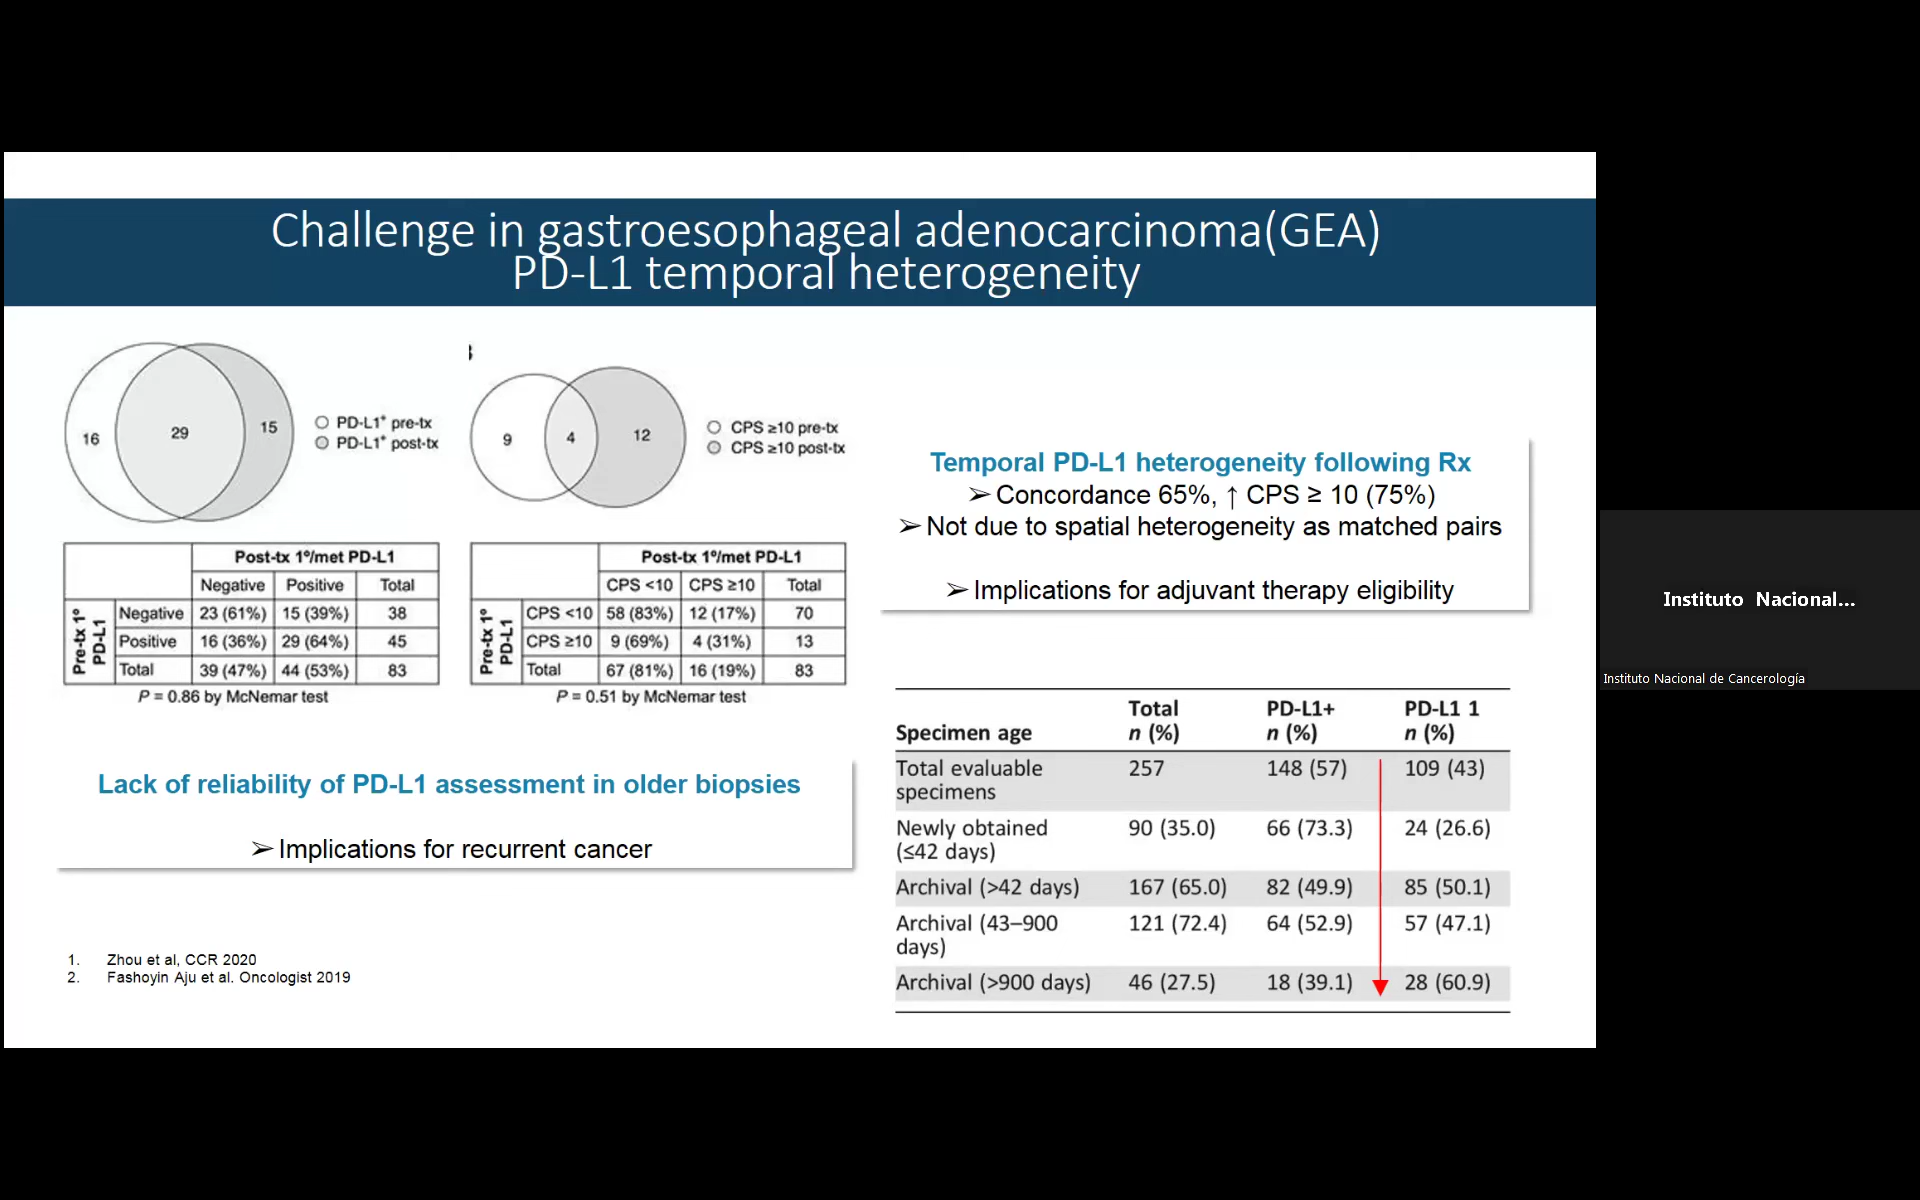 Challenge in gastroesophageal adenocarcinoma(GEA)
PD-L1 temporal heterogeneity
16
29
15
PD-L1⁺ pre-tx
PD-L1⁺ post-tx
9
4
12
CPS ≥10 pre-tx
CPS ≥10 post-tx
Post-tx 1º/met PD-L1
Negative Positive Total
Pre-tx 1º
PD-L1
Negative 23 (61%) 15 (39%) 38
Positive 16 (36%) 29 (64%) 45
Total 39 (47%) 44 (53%) 83
P = 0.86 by McNemar test
Post-tx 1º/met PD-L1
CPS <10 CPS ≥10 Total
Pre-tx 1º
PD-L1
CPS <10 58 (83%) 12 (17%) 70
CPS ≥10 9 (69%) 4 (31%) 13
Total 67 (81%) 16 (19%) 83
P = 0.51 by McNemar test
Temporal PD-L1 heterogeneity following Rx
➢ Concordance 65%, ↑ CPS ≥ 10 (75%)
➢ Not due to spatial heterogeneity as matched pairs
➢ Implications for adjuvant therapy eligibility
Lack of reliability of PD-L1 assessment in older biopsies
➢ Implications for recurrent cancer
Total PD-L1+ PD-L1 1
Specimen age n (%) n (%) n (%)
Total evaluable 257 148 (57) 109 (43)
specimens
Newly obtained 90 (35.0) 66 (73.3) 24 (26.6)
(≤42 days)
Archival (>42 days) 167 (65.0) 82 (49.9) 85 (50.1)
Archival (43–900 121 (72.4) 64 (52.9) 57 (47.1)
days)
Archival (>900 days) 46 (27.5) 18 (39.1) 28 (60.9)
1. Zhou et al, CCR 2020
2. Fashoyin Aju et al. Oncologist 2019
Instituto Nacional...
Instituto Nacional de Cancerología